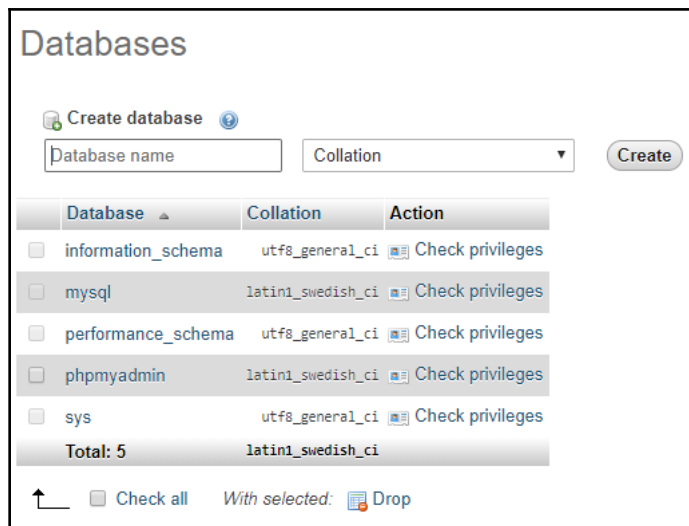 Databases
Create database
Database name Collation Create
Database Collation Action
information_schema utf8_general_ci Check privileges
mysql latin1_swedish_ci Check privileges
performance_schema utf8_general_ci Check privileges
phpmyadmin latin1_swedish_ci Check privileges
sys utf8_general_ci Check privileges
Total: 5 latin1_swedish_ci
Check all With selected: Drop